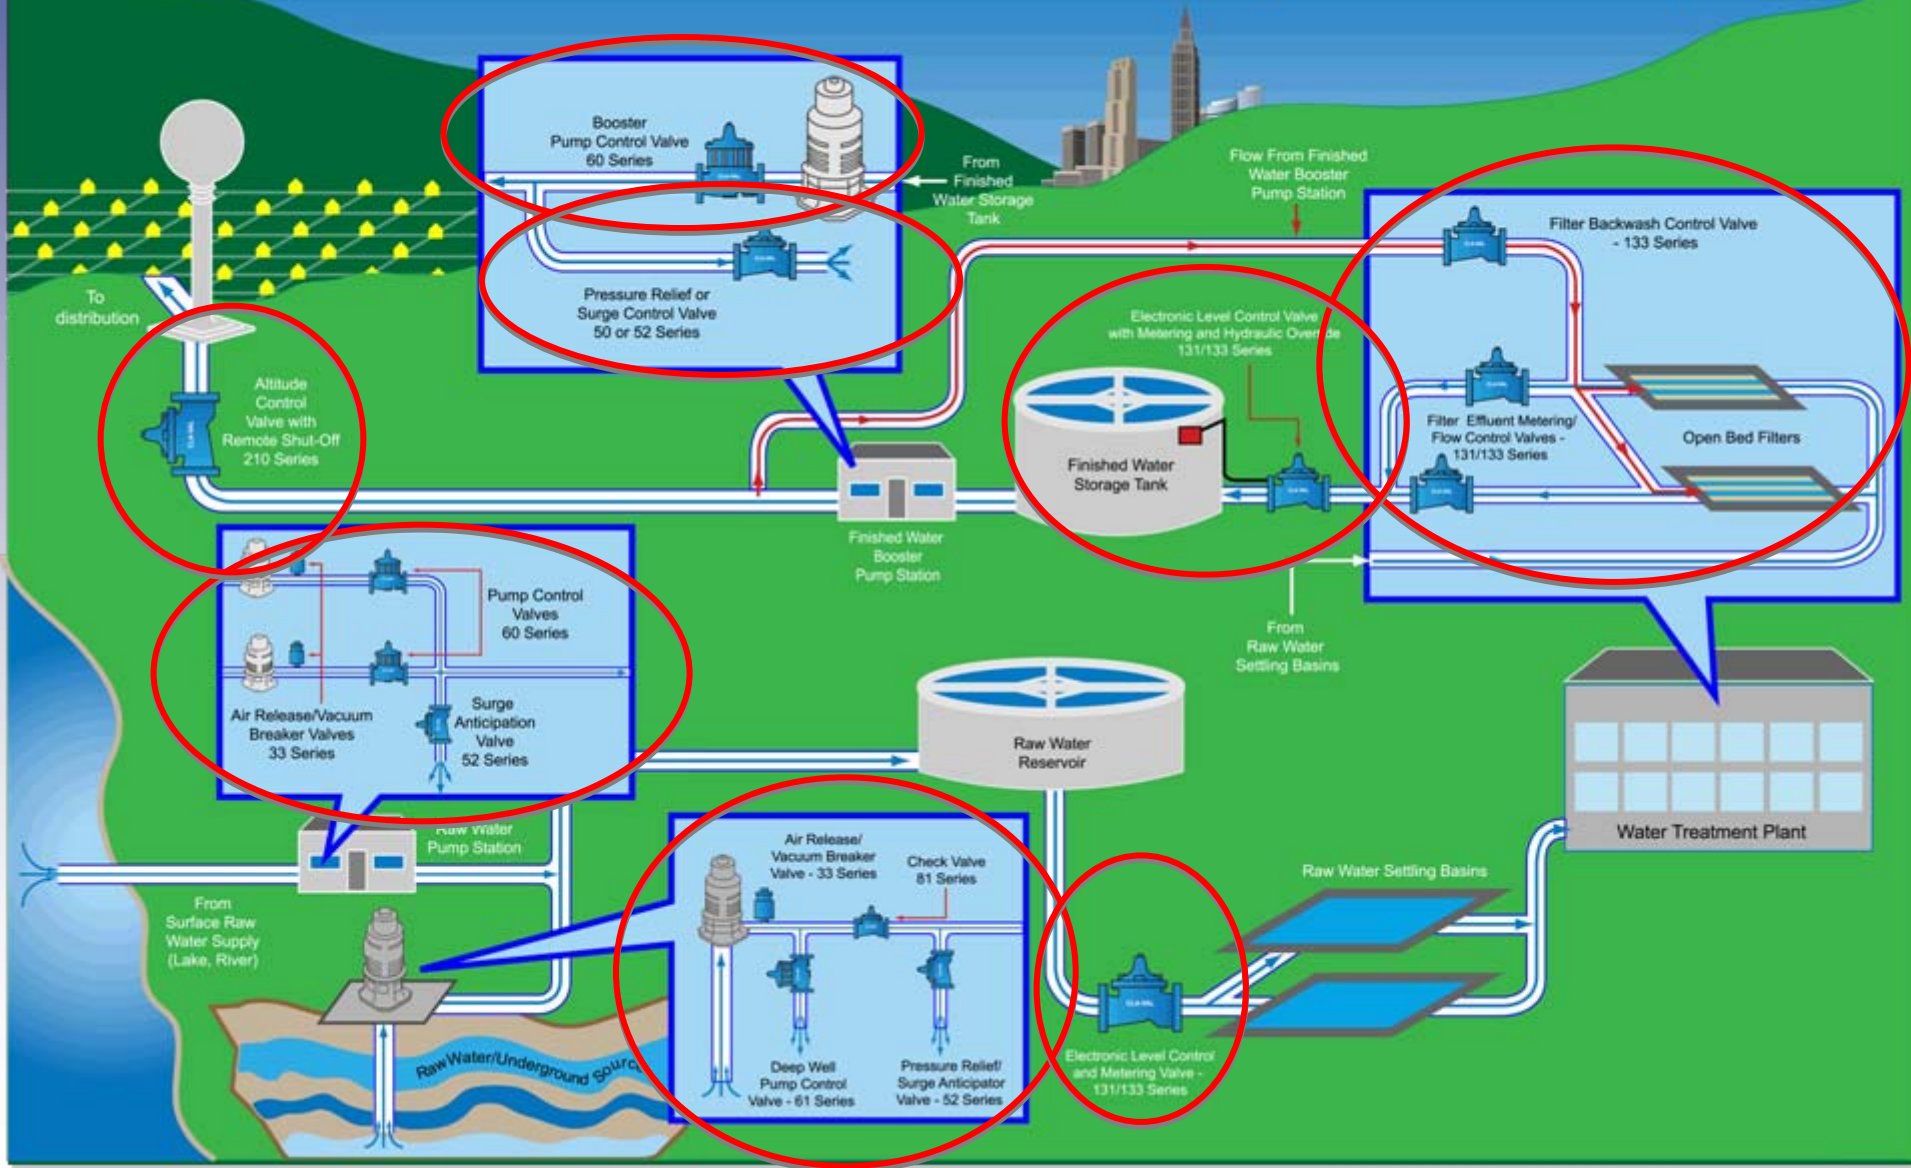 Booster
Pump Control Valve
60 Series
From
Finished
Water Storage
Tank
Pressure Relief or
Surge Control Valve
50 or 52 Series
Flow From Finished
Water Booster
Pump Station
Filter Backwash Control Valve
- 133 Series
To
distribution
Altitude
Control
Valve with
Remote Shut-Off
210 Series
Electronic Level Control Valve
with Metering and Hydraulic Override
131/133 Series
Filter Effluent Metering/
Flow Control Valves -
131/133 Series
Open Bed Filters
Finished Water
Storage Tank
Finished Water
Booster
Pump Station
From
Raw Water
Settling Basins
Pump Control
Valves
60 Series
Air Release/Vacuum
Breaker Valves
33 Series
Surge
Anticipation
Valve
52 Series
Raw Water
Reservoir
Water Treatment Plant
Raw Water
Pump Station
From
Surface Raw
Water Supply
(Lake, River)
Air Release/
Vacuum Breaker
Valve - 33 Series
Check Valve
81 Series
Deep Well
Pump Control
Valve - 61 Series
Pressure Relief/
Surge Anticipator
Valve - 52 Series
Raw Water Settling Basins
Electronic Level Control
and Metering Valve -
131/133 Series
Raw Water/Underground Source
CLA-VAL